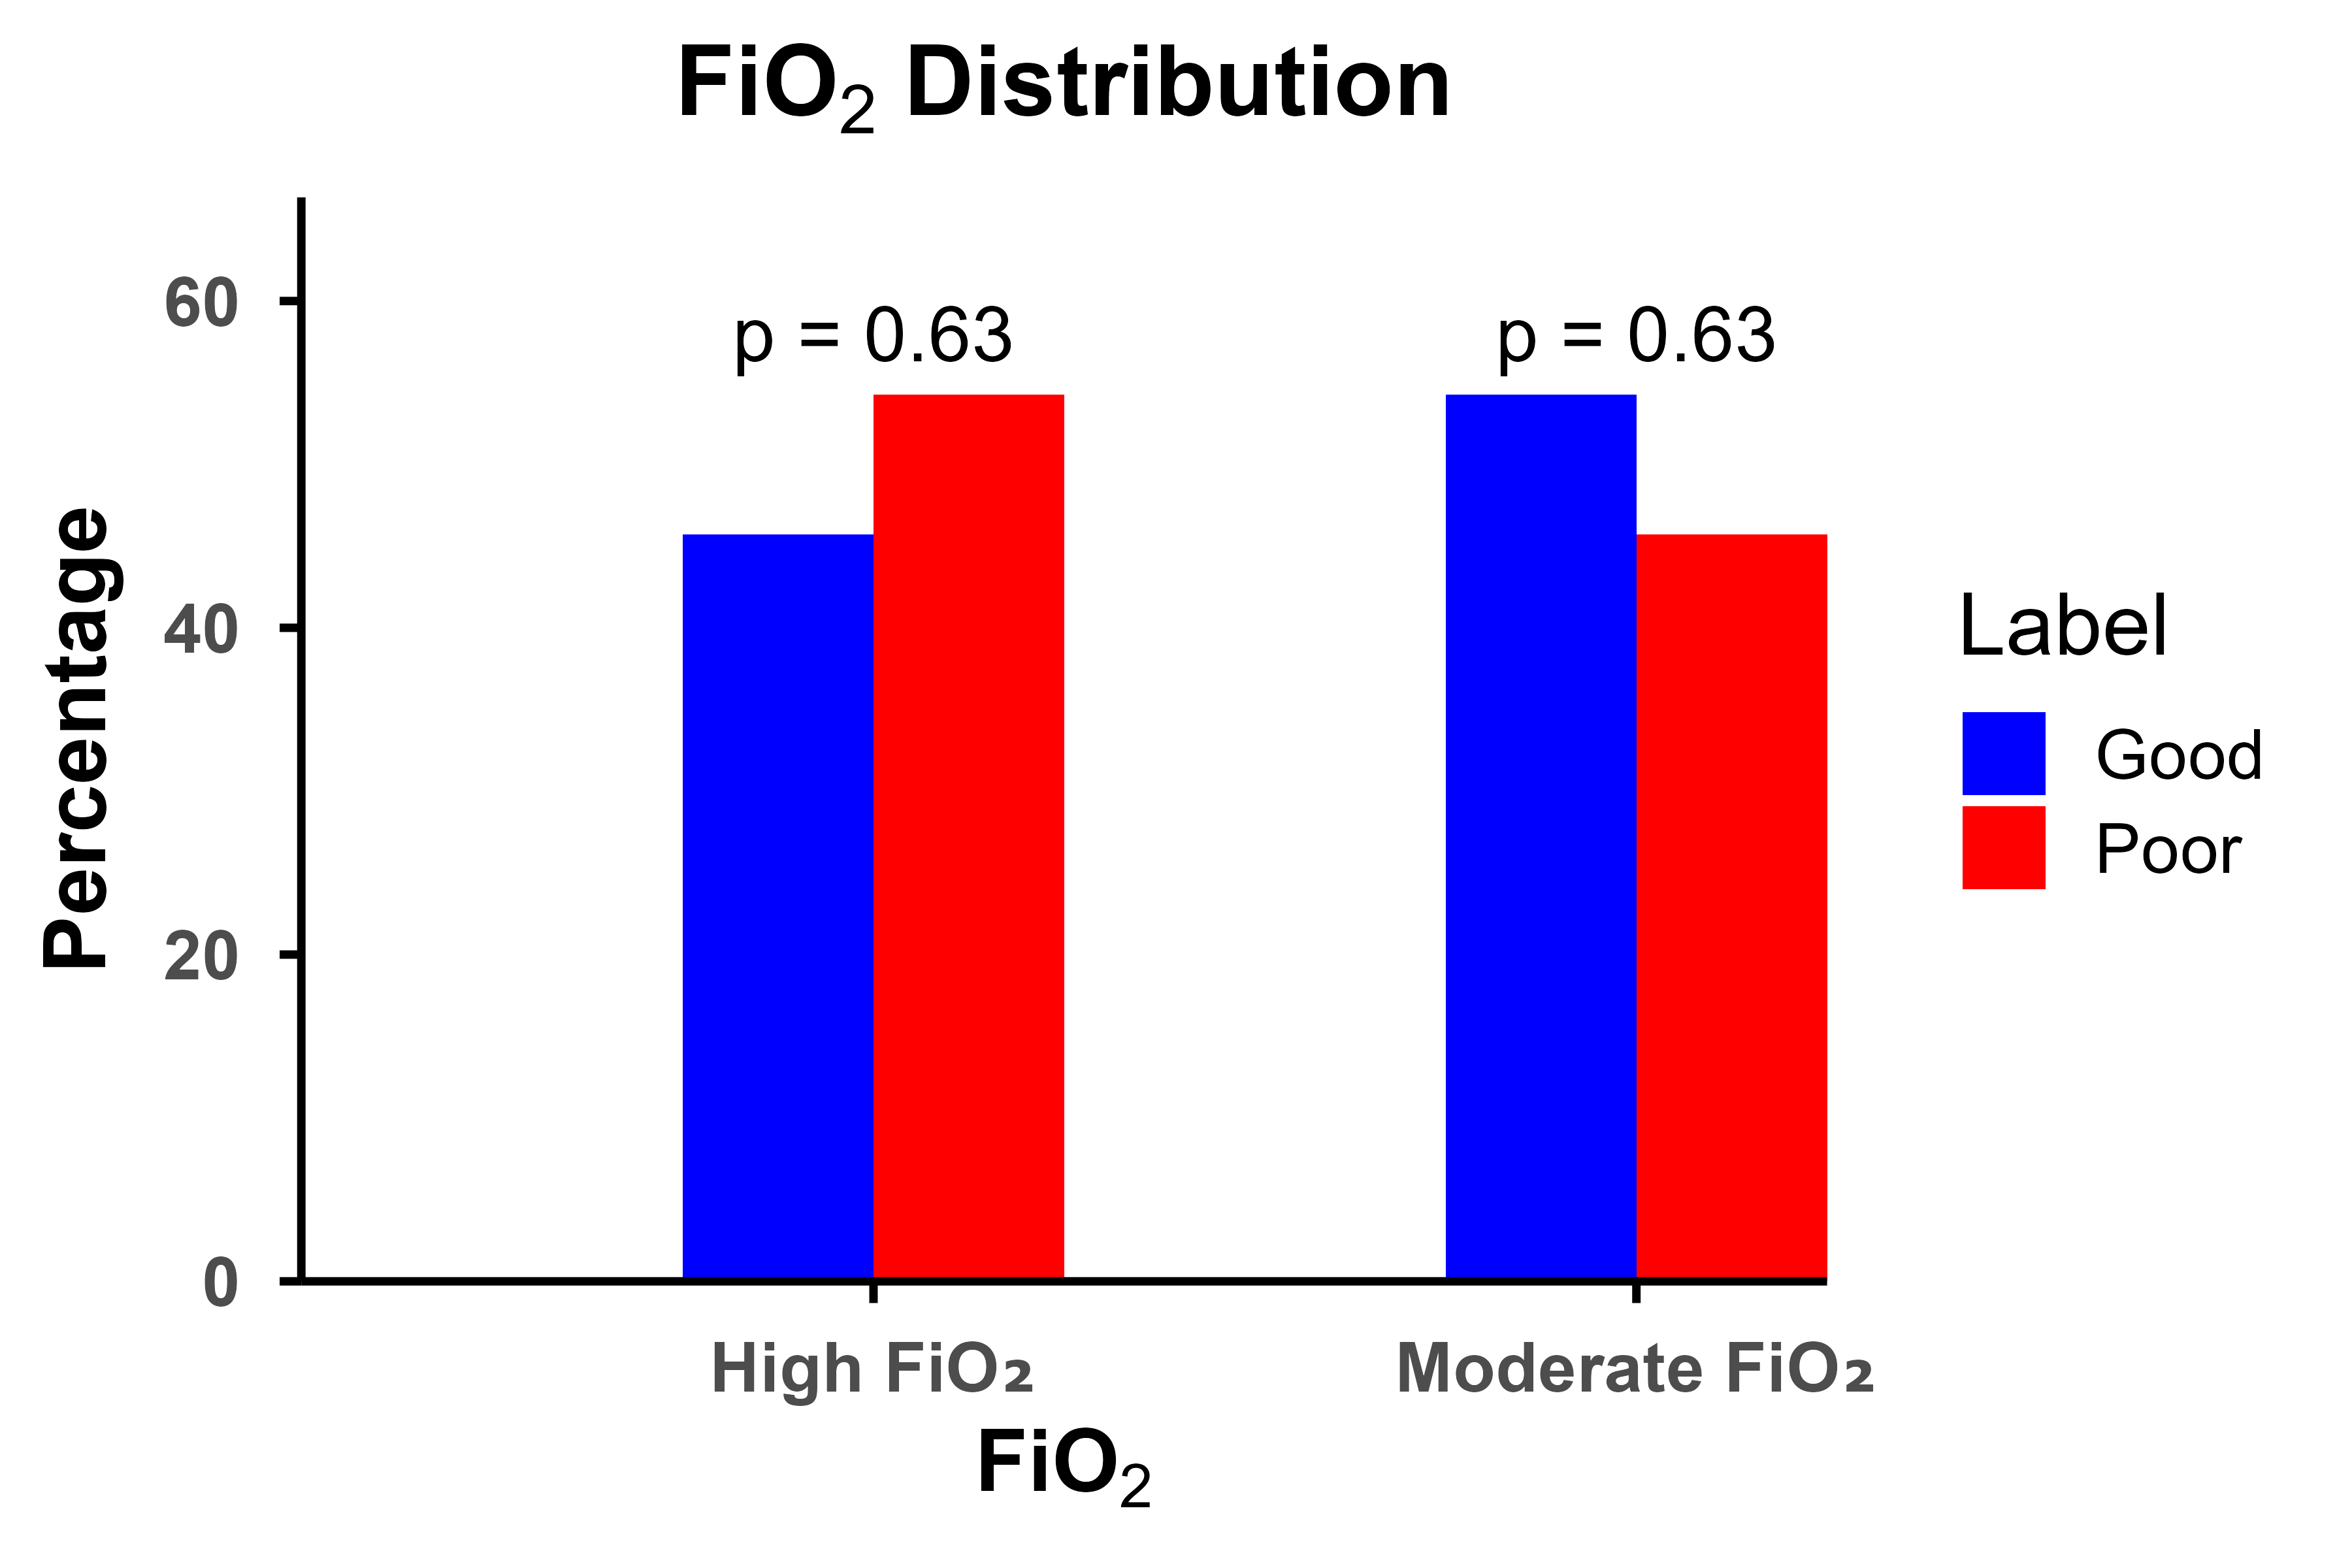 FiO₂ Distribution
p = 0.63
p = 0.63
60
40
20
0
Percentage
High FiO₂
Moderate FiO₂
FiO₂
Label
Good
Poor